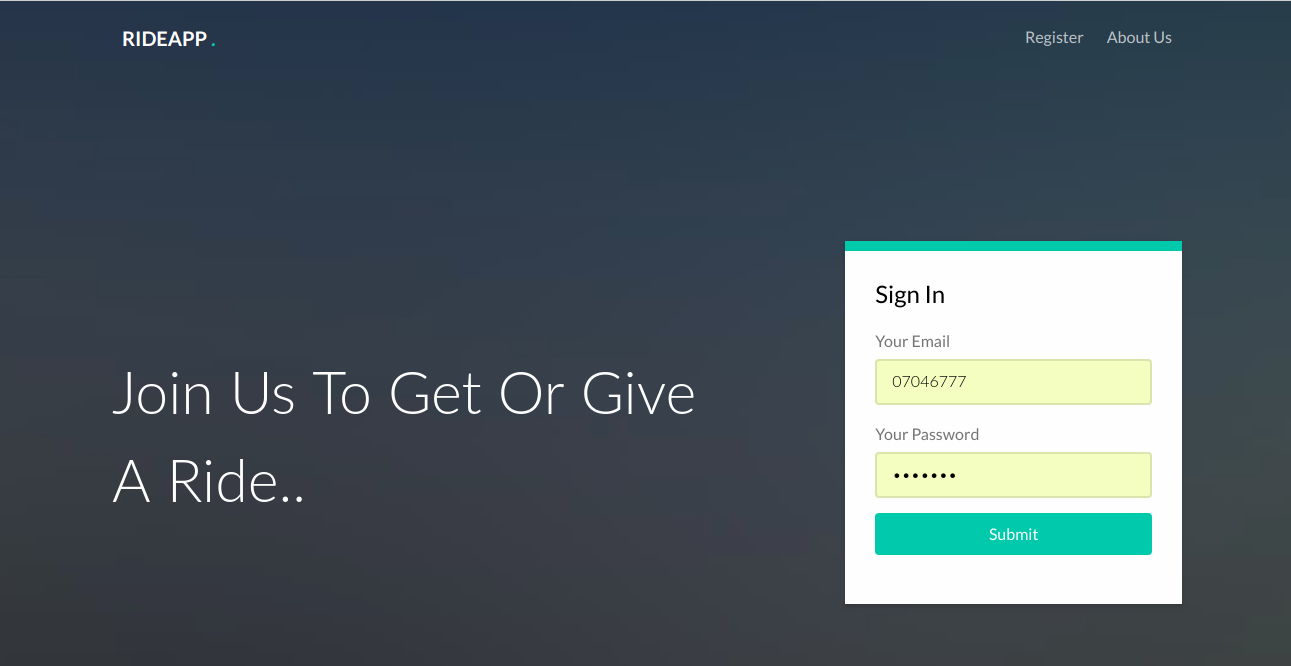 RIDEAPP .
Register About Us
Join Us To Get Or Give
A Ride..
Sign In
Your Email
07046777
Your Password
•••••••
Submit